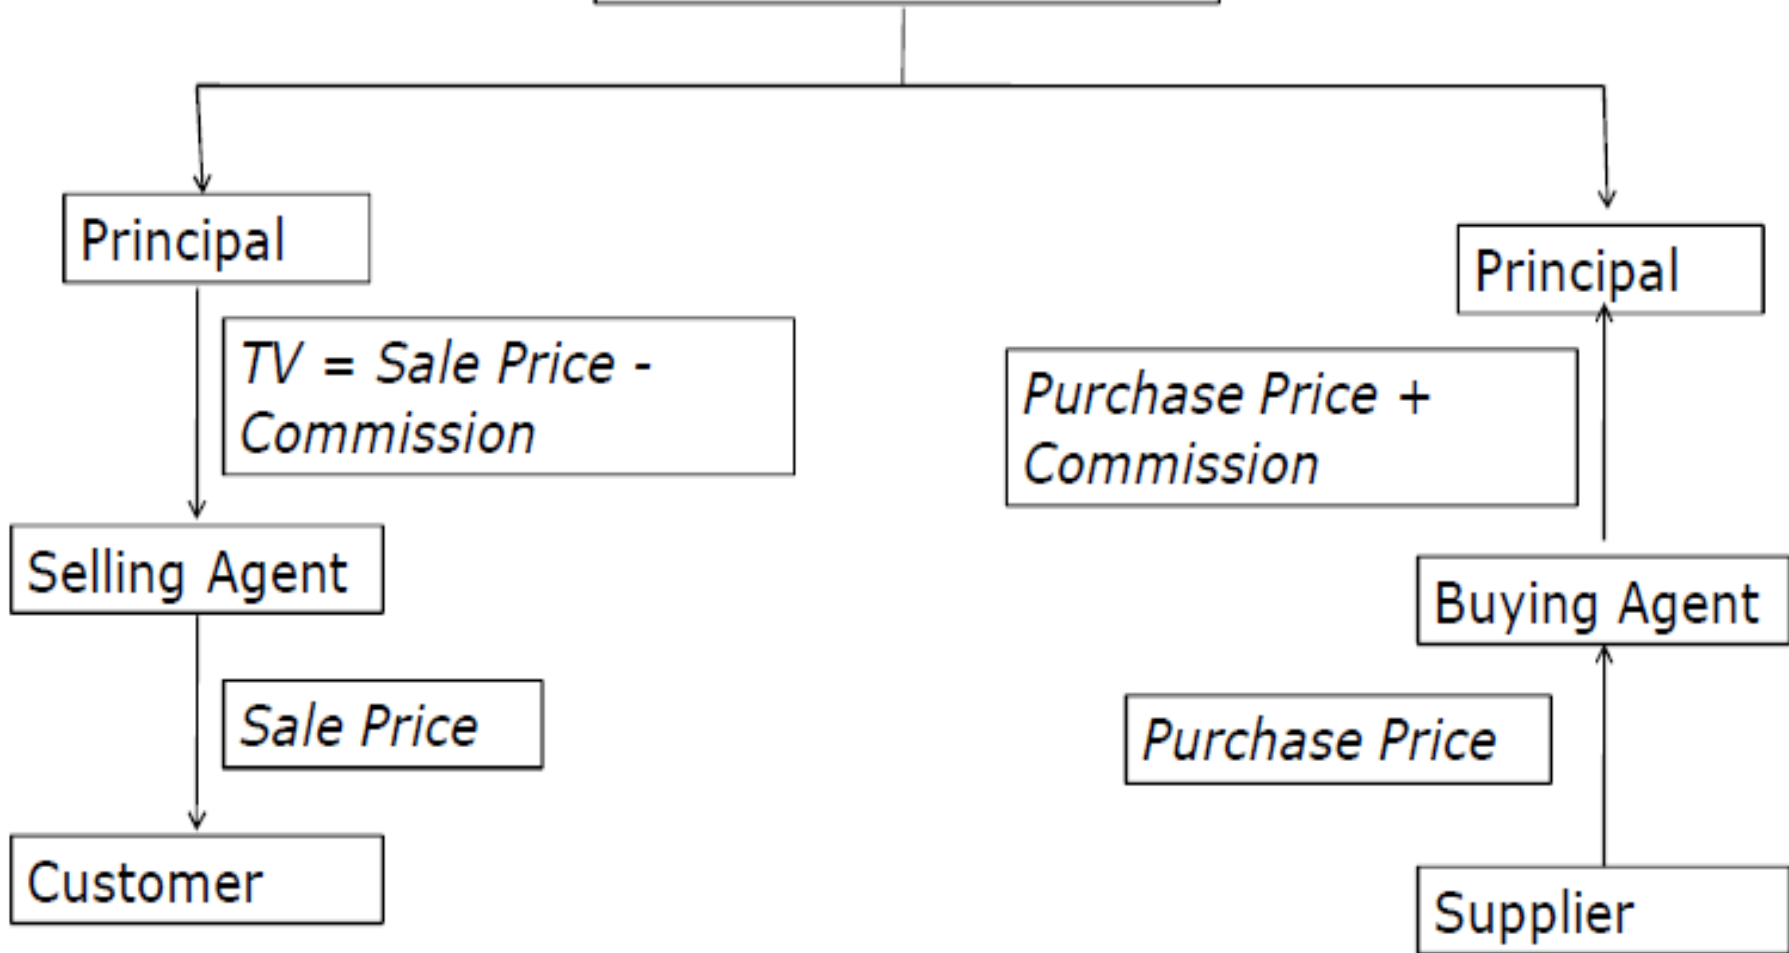 Principal
TV = Sale Price -
Commission
Selling Agent
Sale Price
Customer
Principal
Purchase Price +
Commission
Buying Agent
Purchase Price
Supplier